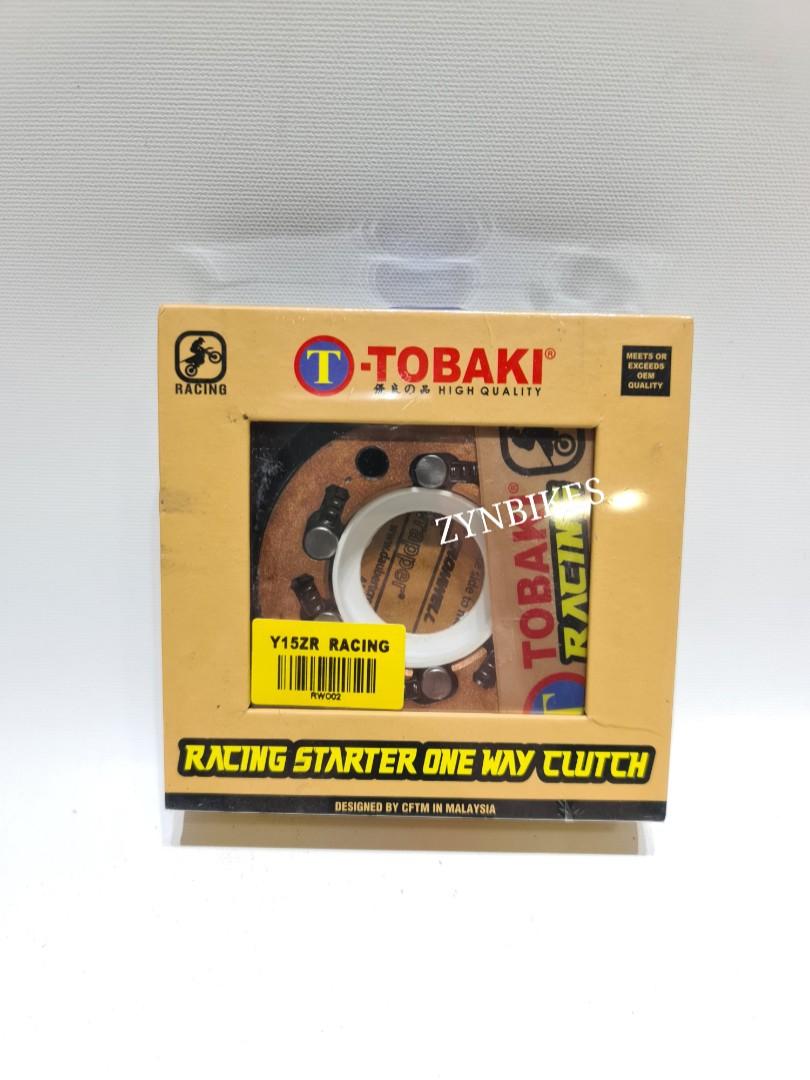 RACING
T-TOBAKI®
優良の品 HIGH QUALITY
MEETS OR
EXCEEDS
OEM
QUALITY
ZYNBIKES
TOBAKI
RACING
Y15ZR RACING
RW002
RACING STARTER ONE WAY CLUTCH
DESIGNED BY CFTM IN MALAYSIA